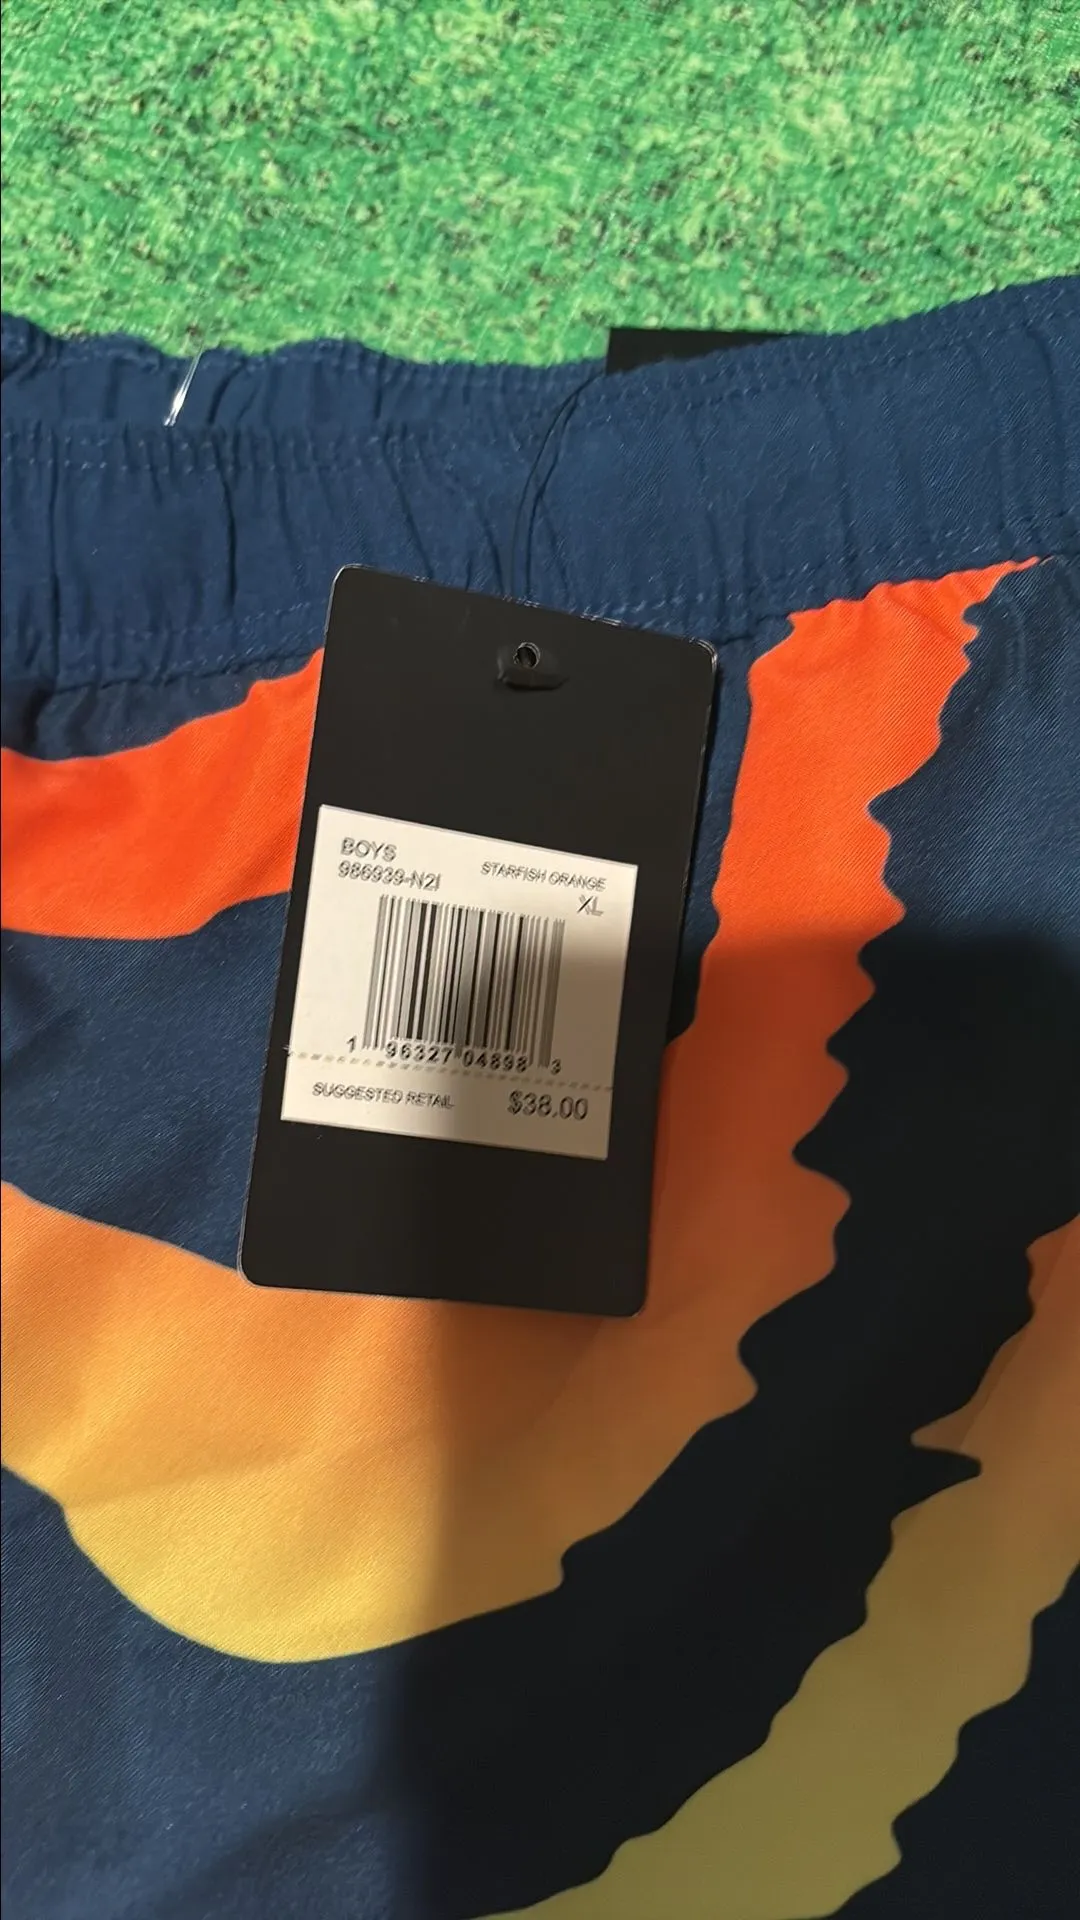 BOYS
986939-N2I
STARFISH ORANGE
XL
1 96327 04898 3
SUGGESTED RETAIL $38.00